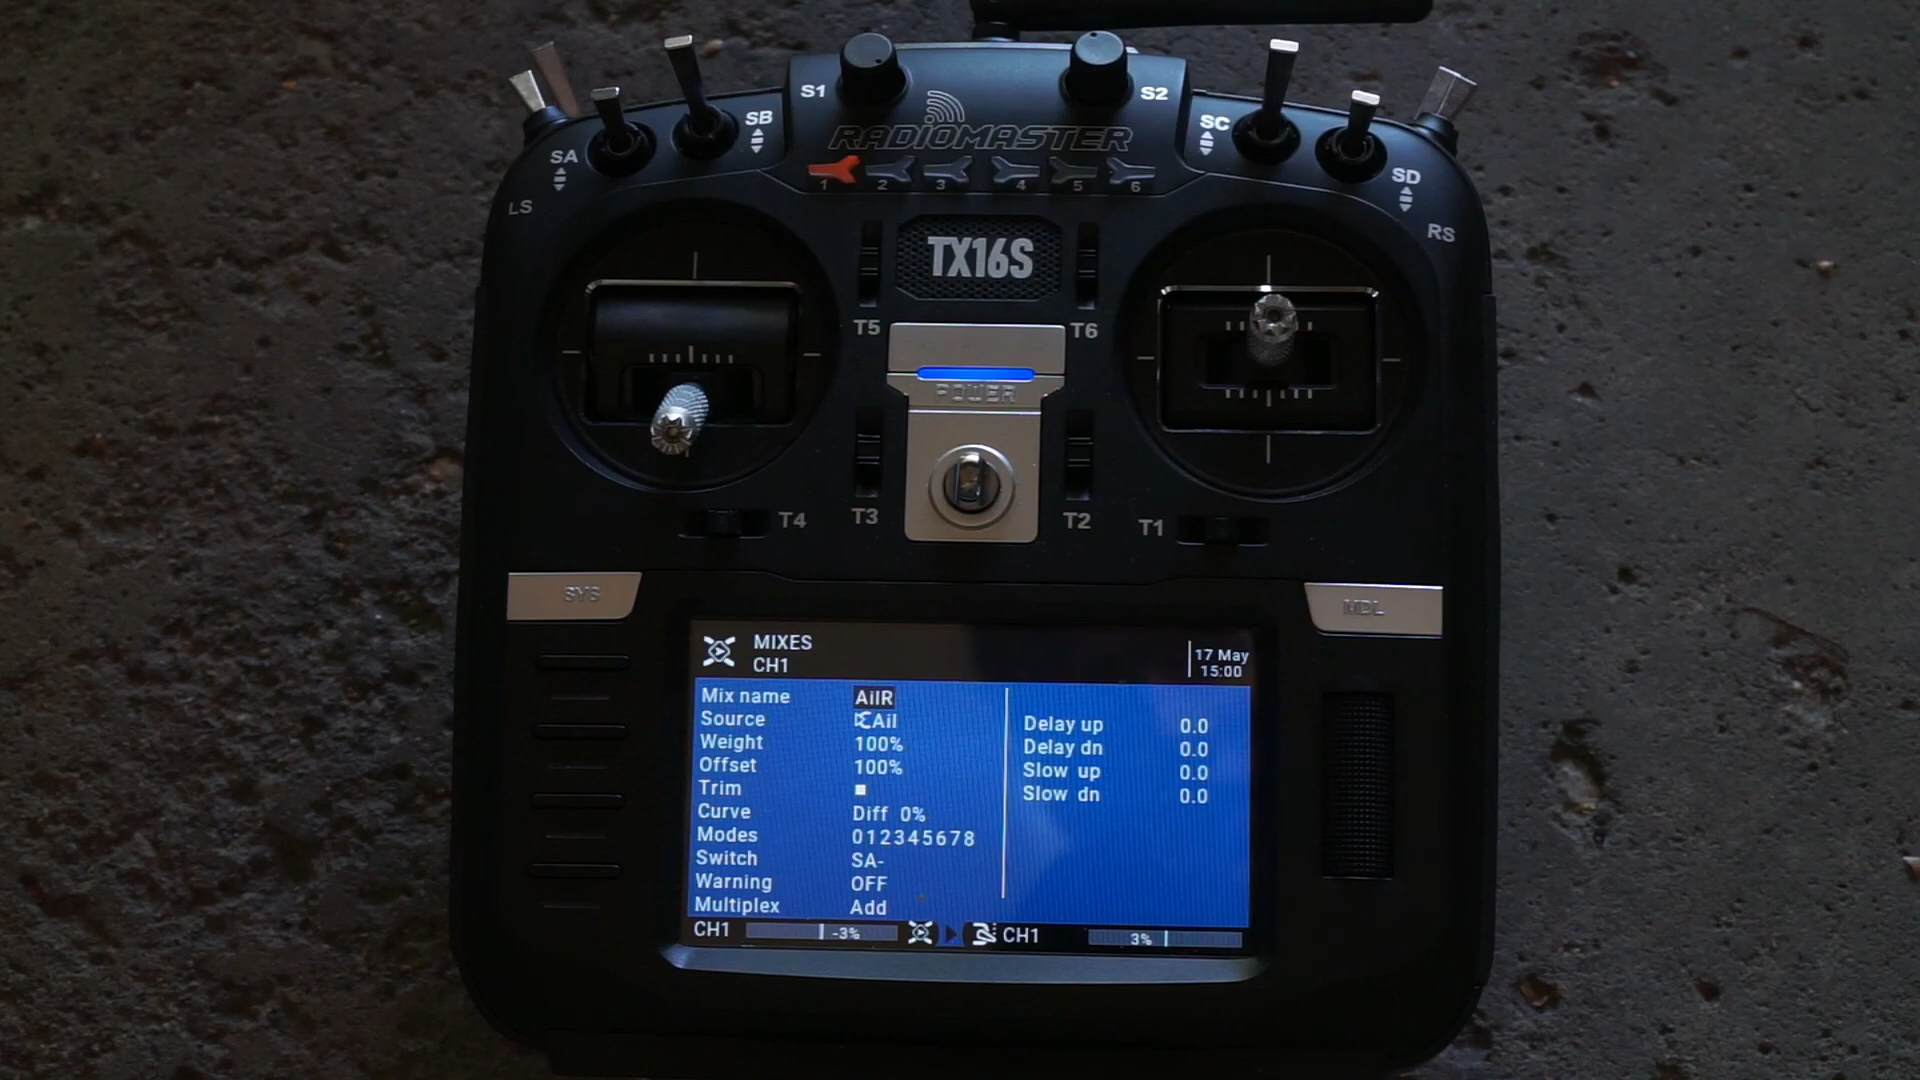 S1
S2
SB
SC
RADIOMASTER
SA
SD
1 2 3 4 5 6
LS
RS
TX16S
T5
T6
POWER
T4
T3
T2
T1
SYS
MDL
MIXES
CH1
17 May
15:00
Mix name AilR
Source Ail
Weight 100%
Offset 100%
Trim
Curve Diff 0%
Modes 012345678
Switch SA-
Warning OFF
Multiplex Add
Delay up 0.0
Delay dn 0.0
Slow up 0.0
Slow dn 0.0
CH1 -3% CH1 3%